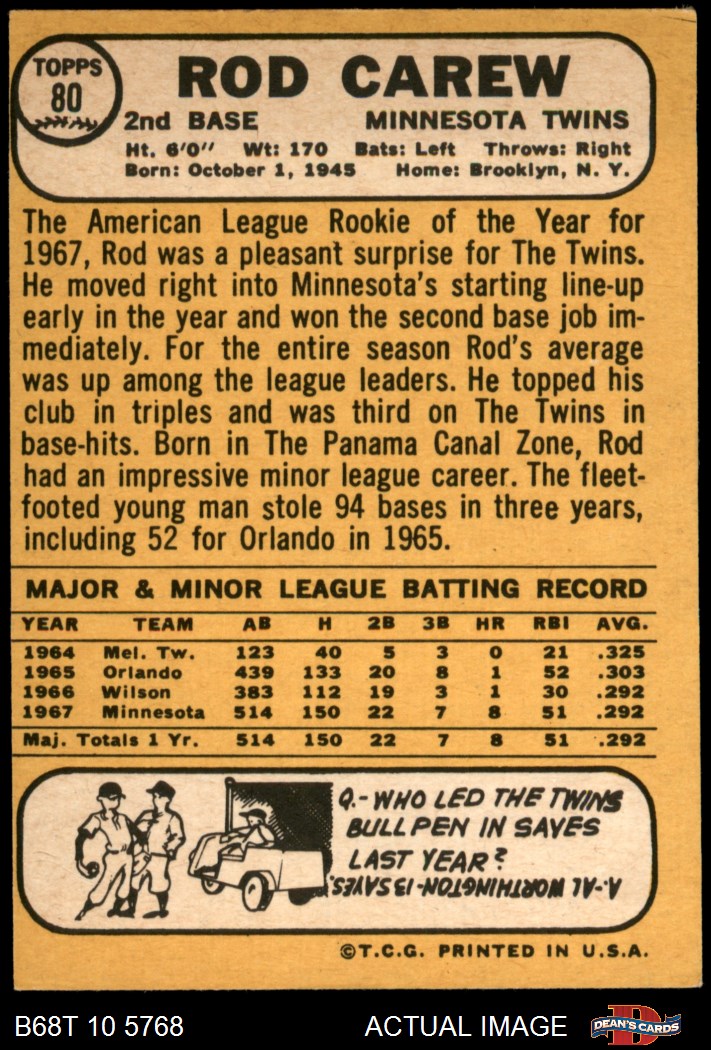 TOPPS
80
ROD CAREW
2nd BASE MINNESOTA TWINS
Ht. 6'0" Wt: 170 Bats: Left Throws: Right
Born: October 1, 1945 Home: Brooklyn, N. Y.
The American League Rookie of the Year for
1967, Rod was a pleasant surprise for The Twins.
He moved right into Minnesota's starting line-up
early in the year and won the second base job im-
mediately. For the entire season Rod's average
was up among the league leaders. He topped his
club in triples and was third on The Twins in
base-hits. Born in The Panama Canal Zone, Rod
had an impressive minor league career. The fleet-
footed young man stole 94 bases in three years,
including 52 for Orlando in 1965.
MAJOR & MINOR LEAGUE BATTING RECORD
YEAR TEAM AB H 2B 3B HR RBI AVG.
1964 Mel. Tw. 123 40 5 3 0 21 .325
1965 Orlando 439 133 20 8 1 52 .303
1966 Wilson 383 112 19 3 1 30 .292
1967 Minnesota 514 150 22 7 8 51 .292
Maj. Totals 1 Yr. 514 150 22 7 8 51 .292
Q.- WHO LED THE TWINS
BULLPEN IN SAVES
LAST YEAR?
A.- AL WORTHINGTON-13 SAVES.
©T.C.G. PRINTED IN U.S.A.
B68T 10 5768 ACTUAL IMAGE D DEAN'S CARDS